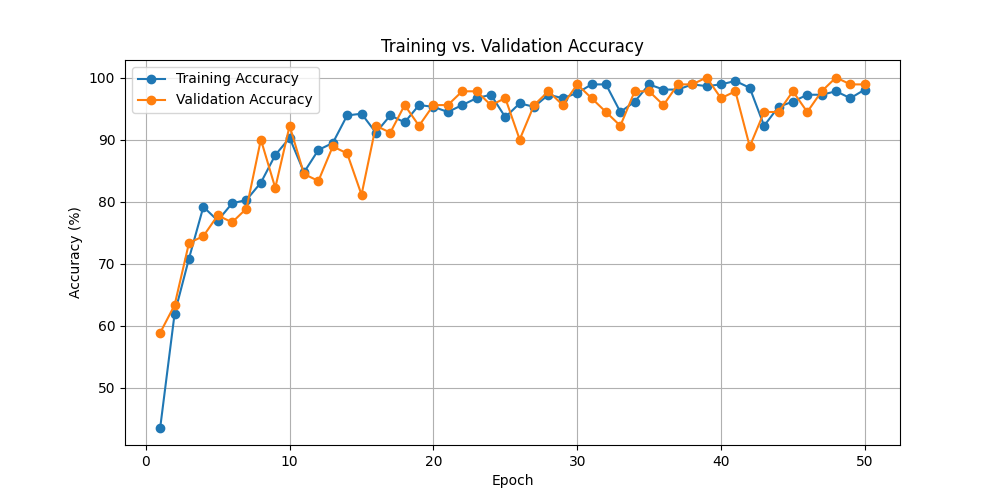 Training vs. Validation Accuracy
Training Accuracy
Validation Accuracy
100
90
80
70
60
50
Accuracy (%)
0 10 20 30 40 50
Epoch